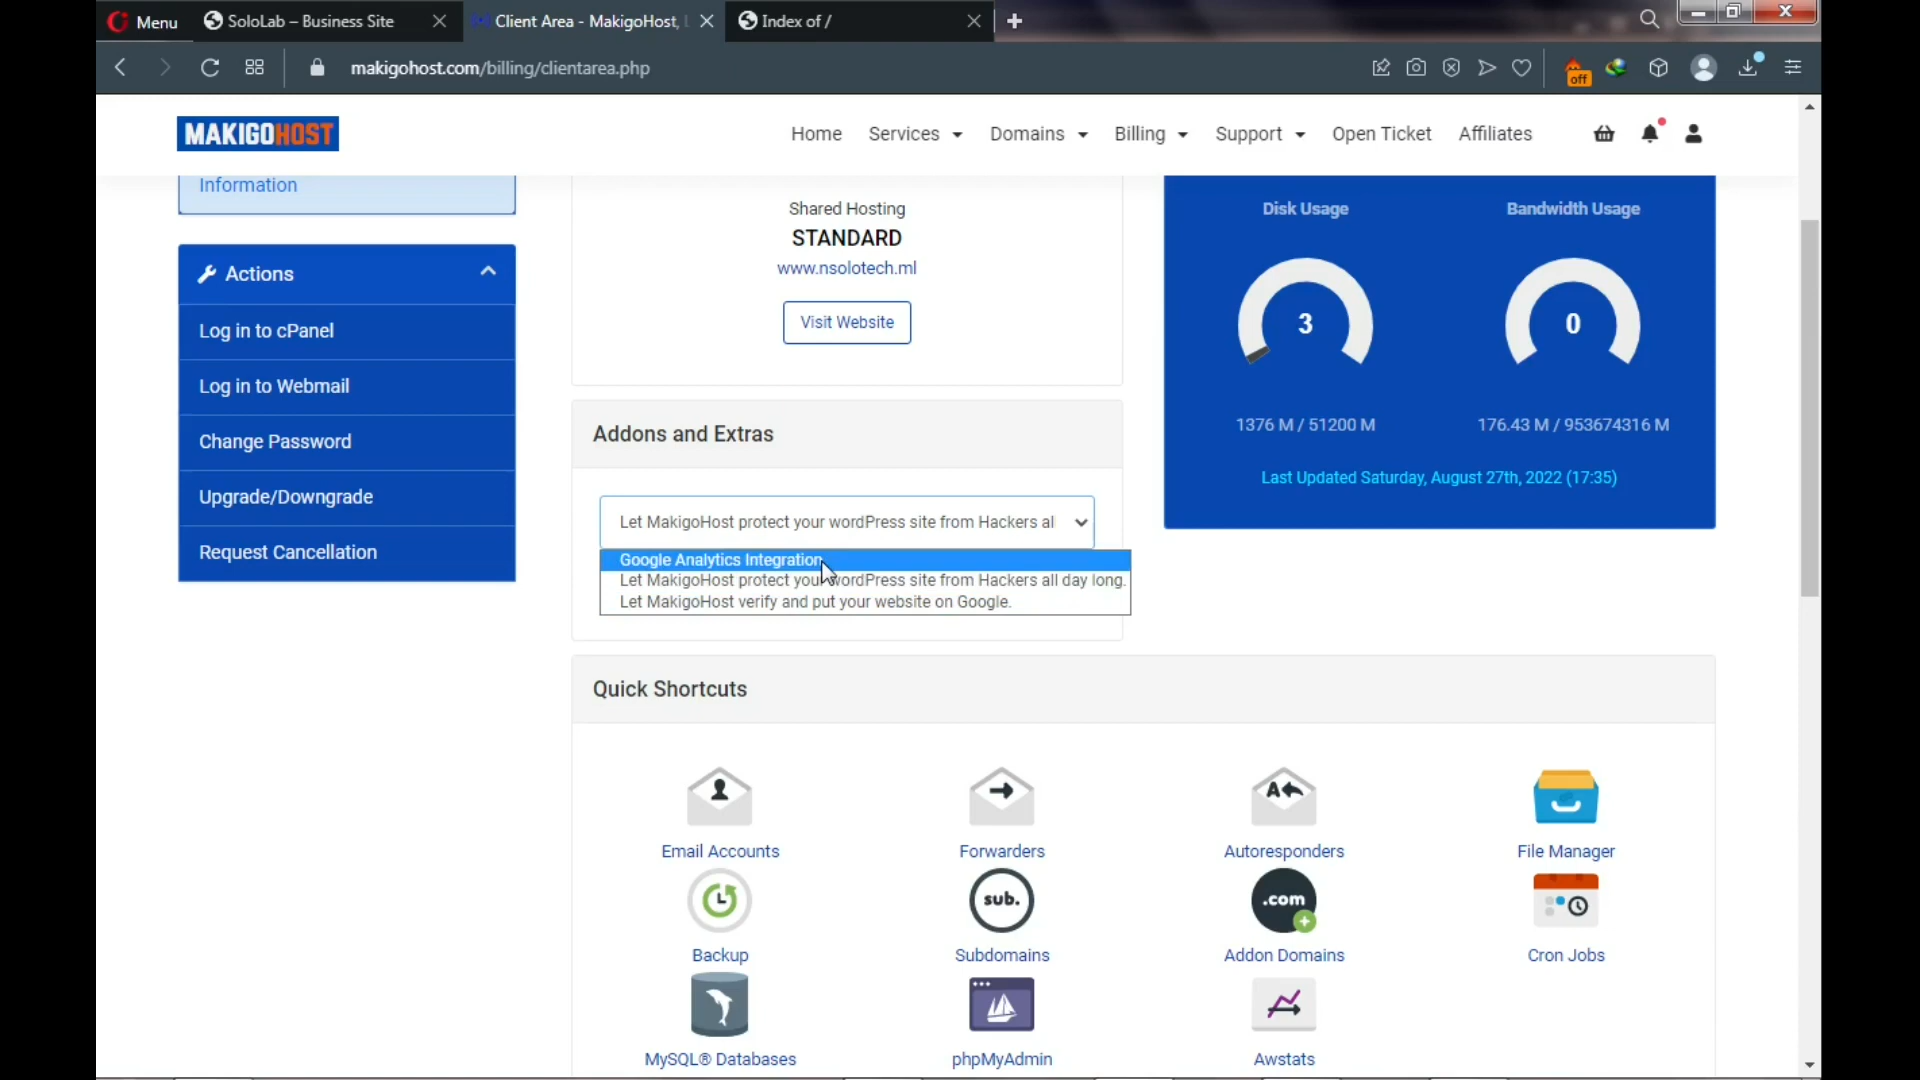 Menu
SoloLab – Business Site
Client Area - MakigoHost,
Index of /
makigohost.com/billing/clientarea.php
off
MAKIGOHOST
Home
Services
Domains
Billing
Support
Open Ticket
Affiliates
Information
Actions
Log in to cPanel
Log in to Webmail
Change Password
Upgrade/Downgrade
Request Cancellation
Shared Hosting
STANDARD
www.nsolotech.ml
Visit Website
Disk Usage
Bandwidth Usage
3
0
1376 M / 51200 M
176.43 M / 953674316 M
Last Updated Saturday, August 27th, 2022 (17:35)
Addons and Extras
Let MakigoHost protect your wordPress site from Hackers al
Google Analytics Integration
Let MakigoHost protect your wordPress site from Hackers all day long.
Let MakigoHost verify and put your website on Google.
Quick Shortcuts
A
Email Accounts
Forwarders
Autoresponders
File Manager
sub.
.com
Backup
Subdomains
Addon Domains
Cron Jobs
MySQL® Databases
phpMyAdmin
Awstats